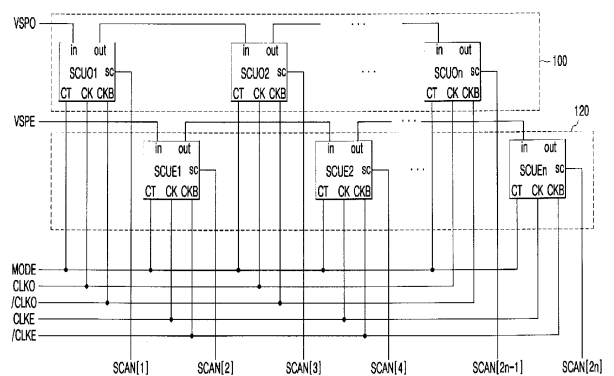 VSPO
in out
in out
in out
100
SCUO1 sc
SCUO2 sc
SCUOn sc
CT CK CKB
CT CK CKB
CT CK CKB
VSPE
120
in out
in out
in out
SCUE1 sc
SCUE2 sc
SCUEn sc
CT CK CKB
CT CK CKB
CT CK CKB
MODE
CLKO
/CLKO
CLKE
/CLKE
SCAN[1] SCAN[2] SCAN[3] SCAN[4] SCAN[2n-1] SCAN[2n]